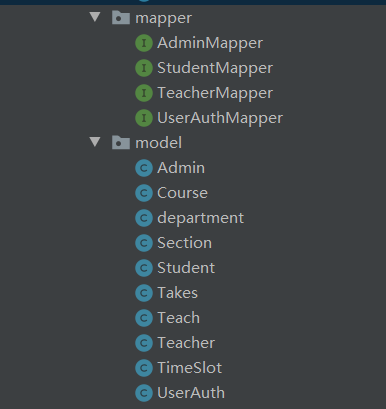 mapper
AdminMapper
StudentMapper
TeacherMapper
UserAuthMapper
model
Admin
Course
department
Section
Student
Takes
Teach
Teacher
TimeSlot
UserAuth